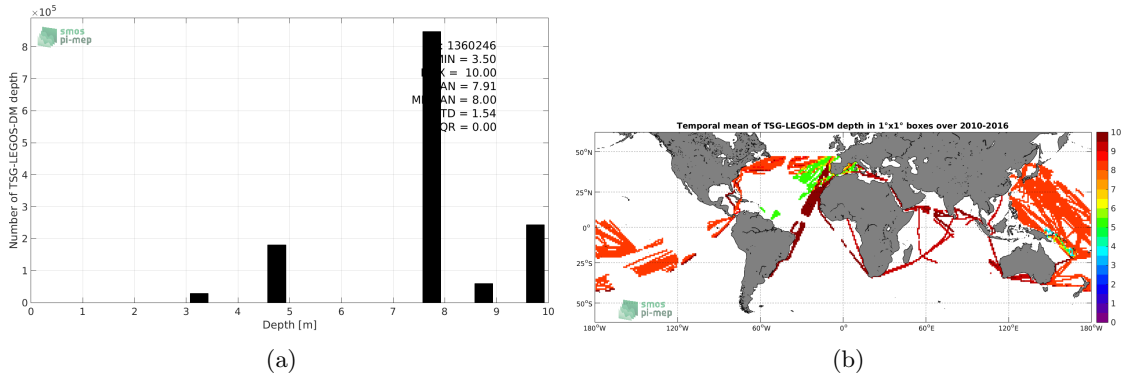 ×10⁵
smos
pi-mep
8
7
6
5
4
3
2
1
0
Number of TSG-LEGOS-DM depth
: 1360246
MIN = 3.50
X = 10.00
AN = 7.91
M AN = 8.00
TD = 1.54
QR = 0.00
0 1 2 3 4 5 6 7 8 9 10
Depth [m]
(a)
Temporal mean of TSG-LEGOS-DM depth in 1°x1° boxes over 2010-2016
50°N
25°N
0°
25°S
50°S
180°W 120°W 60°W 0° 60°E 120°E 180°W
10
9
8
7
6
5
4
3
2
1
0
smos
pi-mep
(b)